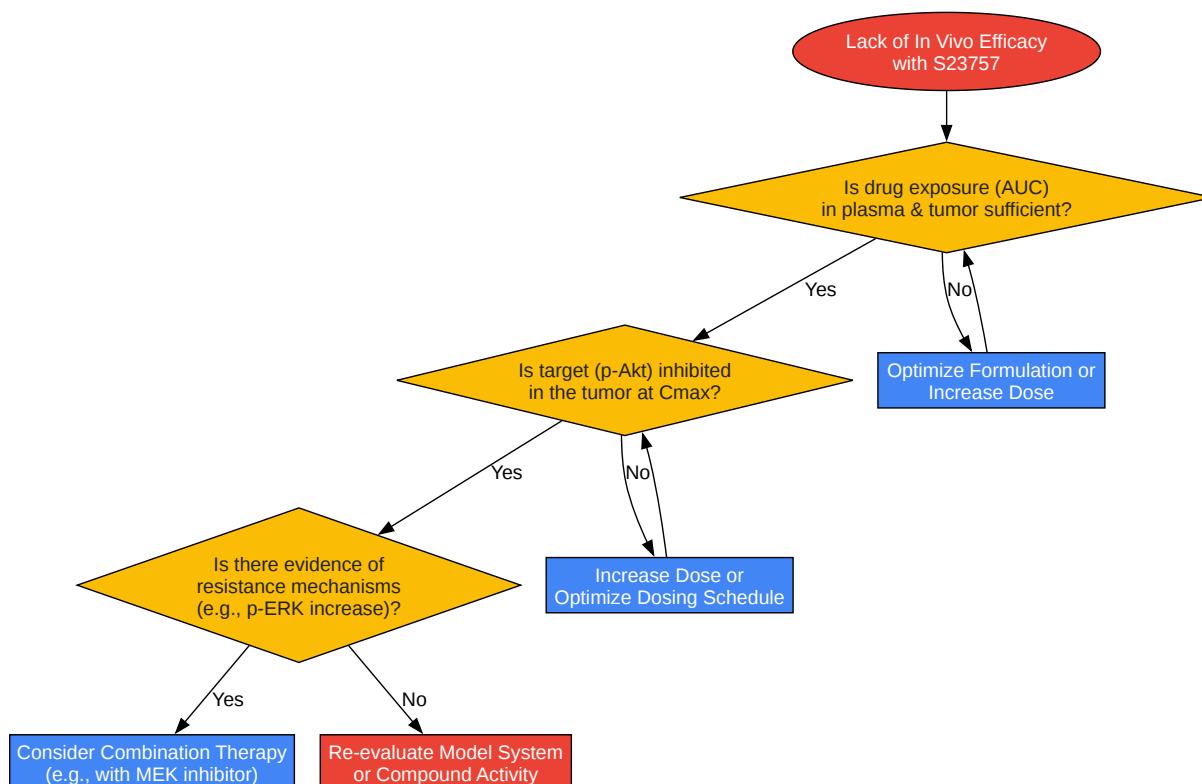 Lack of In Vivo Efficacy
with S23757
Is drug exposure (AUC)
in plasma & tumor sufficient?
Yes
No
Is target (p-Akt) inhibited
in the tumor at Cmax?
Optimize Formulation or
Increase Dose
Yes
No
Is there evidence of
resistance mechanisms
(e.g., p-ERK increase)?
Increase Dose or
Optimize Dosing Schedule
Yes
No
Consider Combination Therapy
(e.g., with MEK inhibitor)
Re-evaluate Model System
or Compound Activity